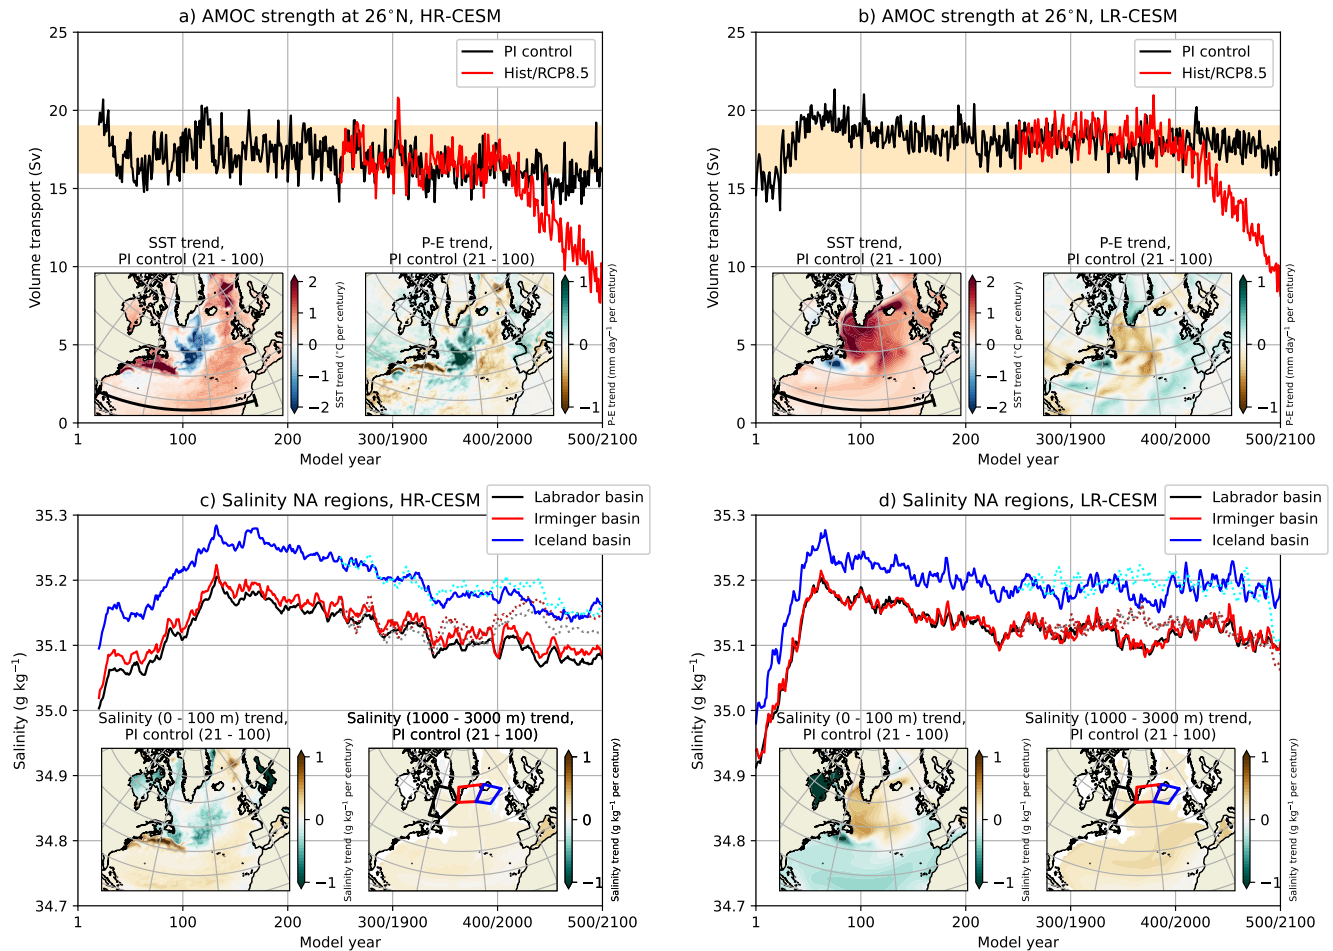 a) AMOC strength at 26°N, HR-CESM
25
20
15
10
5
0
Volume transport (Sv)
PI control
Hist/RCP8.5
SST trend,
PI control (21 - 100)
2
1
0
−1
−2
SST trend (°C per century)
P-E trend,
PI control (21 - 100)
1
0
−1
P-E trend (mm day⁻¹ per century)
1
100
200
300/1900
400/2000
500/2100
Model year
b) AMOC strength at 26°N, LR-CESM
25
20
15
10
5
0
Volume transport (Sv)
PI control
Hist/RCP8.5
SST trend,
PI control (21 - 100)
2
1
0
−1
−2
SST trend (°C per century)
P-E trend,
PI control (21 - 100)
1
0
−1
P-E trend (mm day⁻¹ per century)
1
100
200
300/1900
400/2000
500/2100
Model year
c) Salinity NA regions, HR-CESM
35.3
35.2
35.1
35.0
34.9
34.8
34.7
Salinity (g kg⁻¹)
Labrador basin
Irminger basin
Iceland basin
Salinity (0 - 100 m) trend,
PI control (21 - 100)
1
0
−1
Salinity trend (g kg⁻¹ per century)
Salinity (1000 - 3000 m) trend,
PI control (21 - 100)
1
0
−1
Salinity trend (g kg⁻¹ per century)
1
100
200
300/1900
400/2000
500/2100
Model year
d) Salinity NA regions, LR-CESM
35.3
35.2
35.1
35.0
34.9
34.8
34.7
Salinity (g kg⁻¹)
Labrador basin
Irminger basin
Iceland basin
Salinity (0 - 100 m) trend,
PI control (21 - 100)
1
0
−1
Salinity trend (g kg⁻¹ per century)
Salinity (1000 - 3000 m) trend,
PI control (21 - 100)
1
0
−1
Salinity trend (g kg⁻¹ per century)
1
100
200
300/1900
400/2000
500/2100
Model year